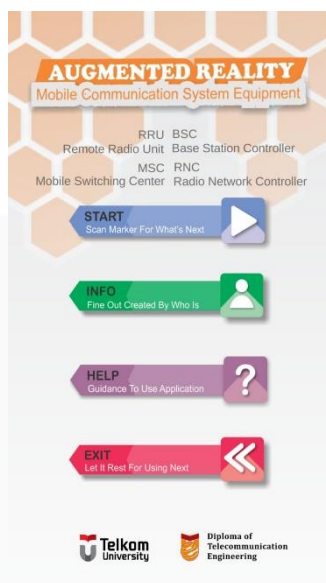 AUGMENTED REALITY
Mobile Communication System Equipment
RRU BSC
Remote Radio Unit Base Station Controller
MSC RNC
Mobile Switching Center Radio Network Controller
START
Scan Marker For What's Next
INFO
Fine Out Created By Who Is
HELP
Guidance To Use Application
?
EXIT
Let It Rest For Using Next
Telkom
University
Diploma of
Telecommunication
Engineering